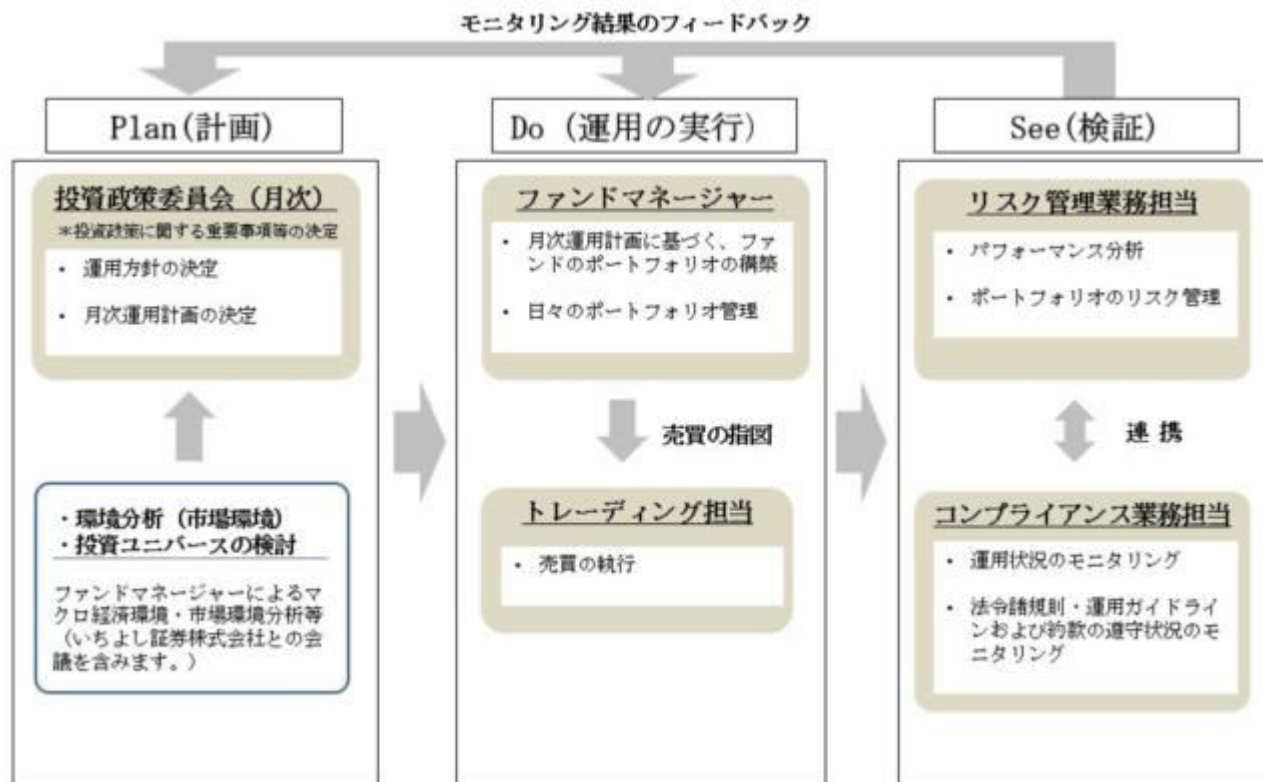 モニタリング結果のフィードバック
Plan(計画)
投資政策委員会（月次）
＊投資政策に関する重要事項等の決定
・ 運用方針の決定
・ 月次運用計画の決定
・環境分析（市場環境）
・投資ユニバースの検討
ファンドマネージャーによるマ
クロ経済環境・市場環境分析等
（いちよし証券株式会社との会
議を含みます。）
Do（運用の実行）
ファンドマネージャー
・ 月次運用計画に基づく、ファ
ンドのポートフォリオの構築
・ 日々のポートフォリオ管理
売買の指図
トレーディング担当
・ 売買の執行
See(検証)
リスク管理業務担当
・ パフォーマンス分析
・ ポートフォリオのリスク管理
連 携
コンプライアンス業務担当
・ 運用状況のモニタリング
・ 法令諸規則・運用ガイドライ
ンおよび約款の遵守状況のモ
ニタリング